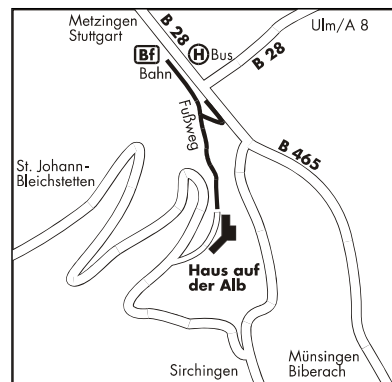 Metzingen
Stuttgart
B 28
Ulm/A 8
Bf
H Bus
B 28
Bahn
Fußweg
B 465
St. Johann-
Bleichstetten
Haus auf
der Alb
Sirchingen
Münsingen
Biberach